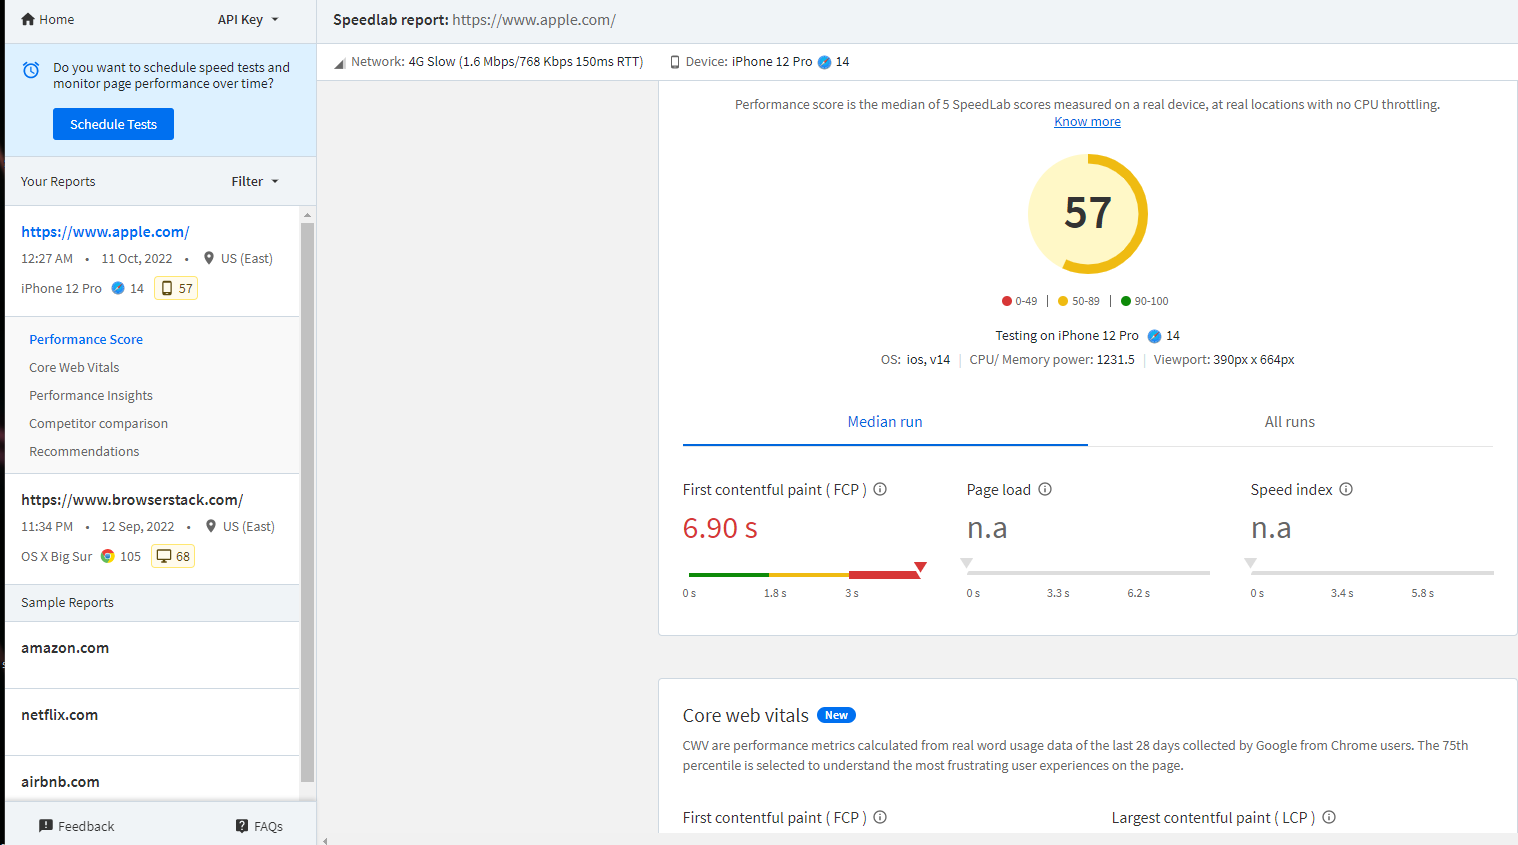 Home
API Key
Do you want to schedule speed tests and
monitor page performance over time?
Schedule Tests
Your Reports
Filter
https://www.apple.com/
12:27 AM • 11 Oct, 2022 • US (East)
iPhone 12 Pro 14 57
Performance Score
Core Web Vitals
Performance Insights
Competitor comparison
Recommendations
https://www.browserstack.com/
11:34 PM • 12 Sep, 2022 • US (East)
OS X Big Sur 105 68
Sample Reports
amazon.com
netflix.com
airbnb.com
Feedback
FAQs
Speedlab report: https://www.apple.com/
Network: 4G Slow (1.6 Mbps/768 Kbps 150ms RTT) Device: iPhone 12 Pro 14
Performance score is the median of 5 SpeedLab scores measured on a real device, at real locations with no CPU throttling.
Know more
57
0-49 | 50-89 | 90-100
Testing on iPhone 12 Pro 14
OS: ios, v14 | CPU/ Memory power: 1231.5 | Viewport: 390px x 664px
Median run
All runs
First contentful paint ( FCP )
6.90 s
0 s 1.8 s 3 s
Page load
n.a
0 s 3.3 s 6.2 s
Speed index
n.a
0 s 3.4 s 5.8 s
Core web vitals New
CWV are performance metrics calculated from real word usage data of the last 28 days collected by Google from Chrome users. The 75th
percentile is selected to understand the most frustrating user experiences on the page.
First contentful paint ( FCP )
Largest contentful paint ( LCP )